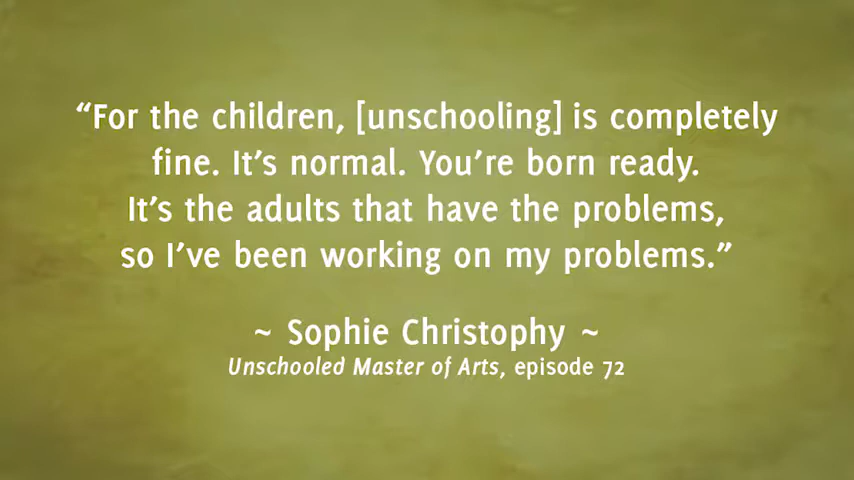 “For the children, [unschooling] is completely
fine. It’s normal. You’re born ready.
It’s the adults that have the problems,
so I’ve been working on my problems.”
~ Sophie Christophy ~
Unschooled Master of Arts, episode 72